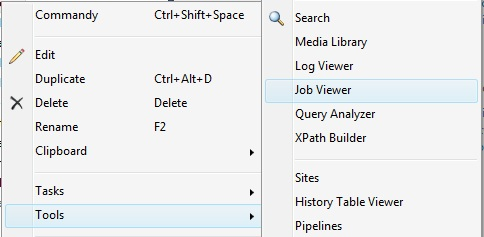 Commandy Ctrl+Shift+Space
Edit
Duplicate Ctrl+Alt+D
Delete Delete
Rename F2
Clipboard
Tasks
Tools
Search
Media Library
Log Viewer
Job Viewer
Query Analyzer
XPath Builder
Sites
History Table Viewer
Pipelines